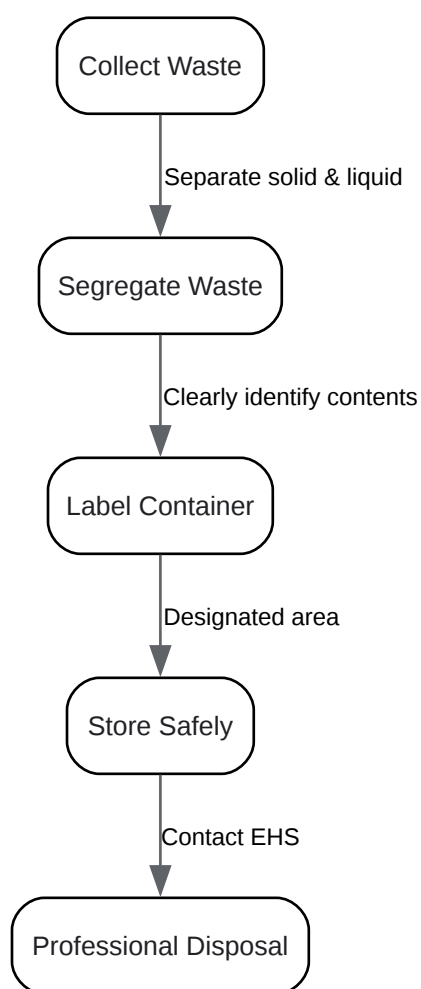 Collect Waste
Separate solid & liquid
Segregate Waste
Clearly identify contents
Label Container
Designated area
Store Safely
Contact EHS
Professional Disposal